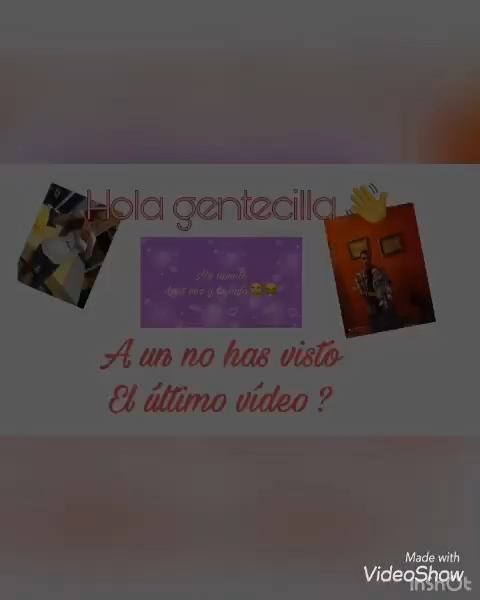 Hola gentecilla
A un no has visto
El último vídeo ?
Made with
VideoShow
InShOt